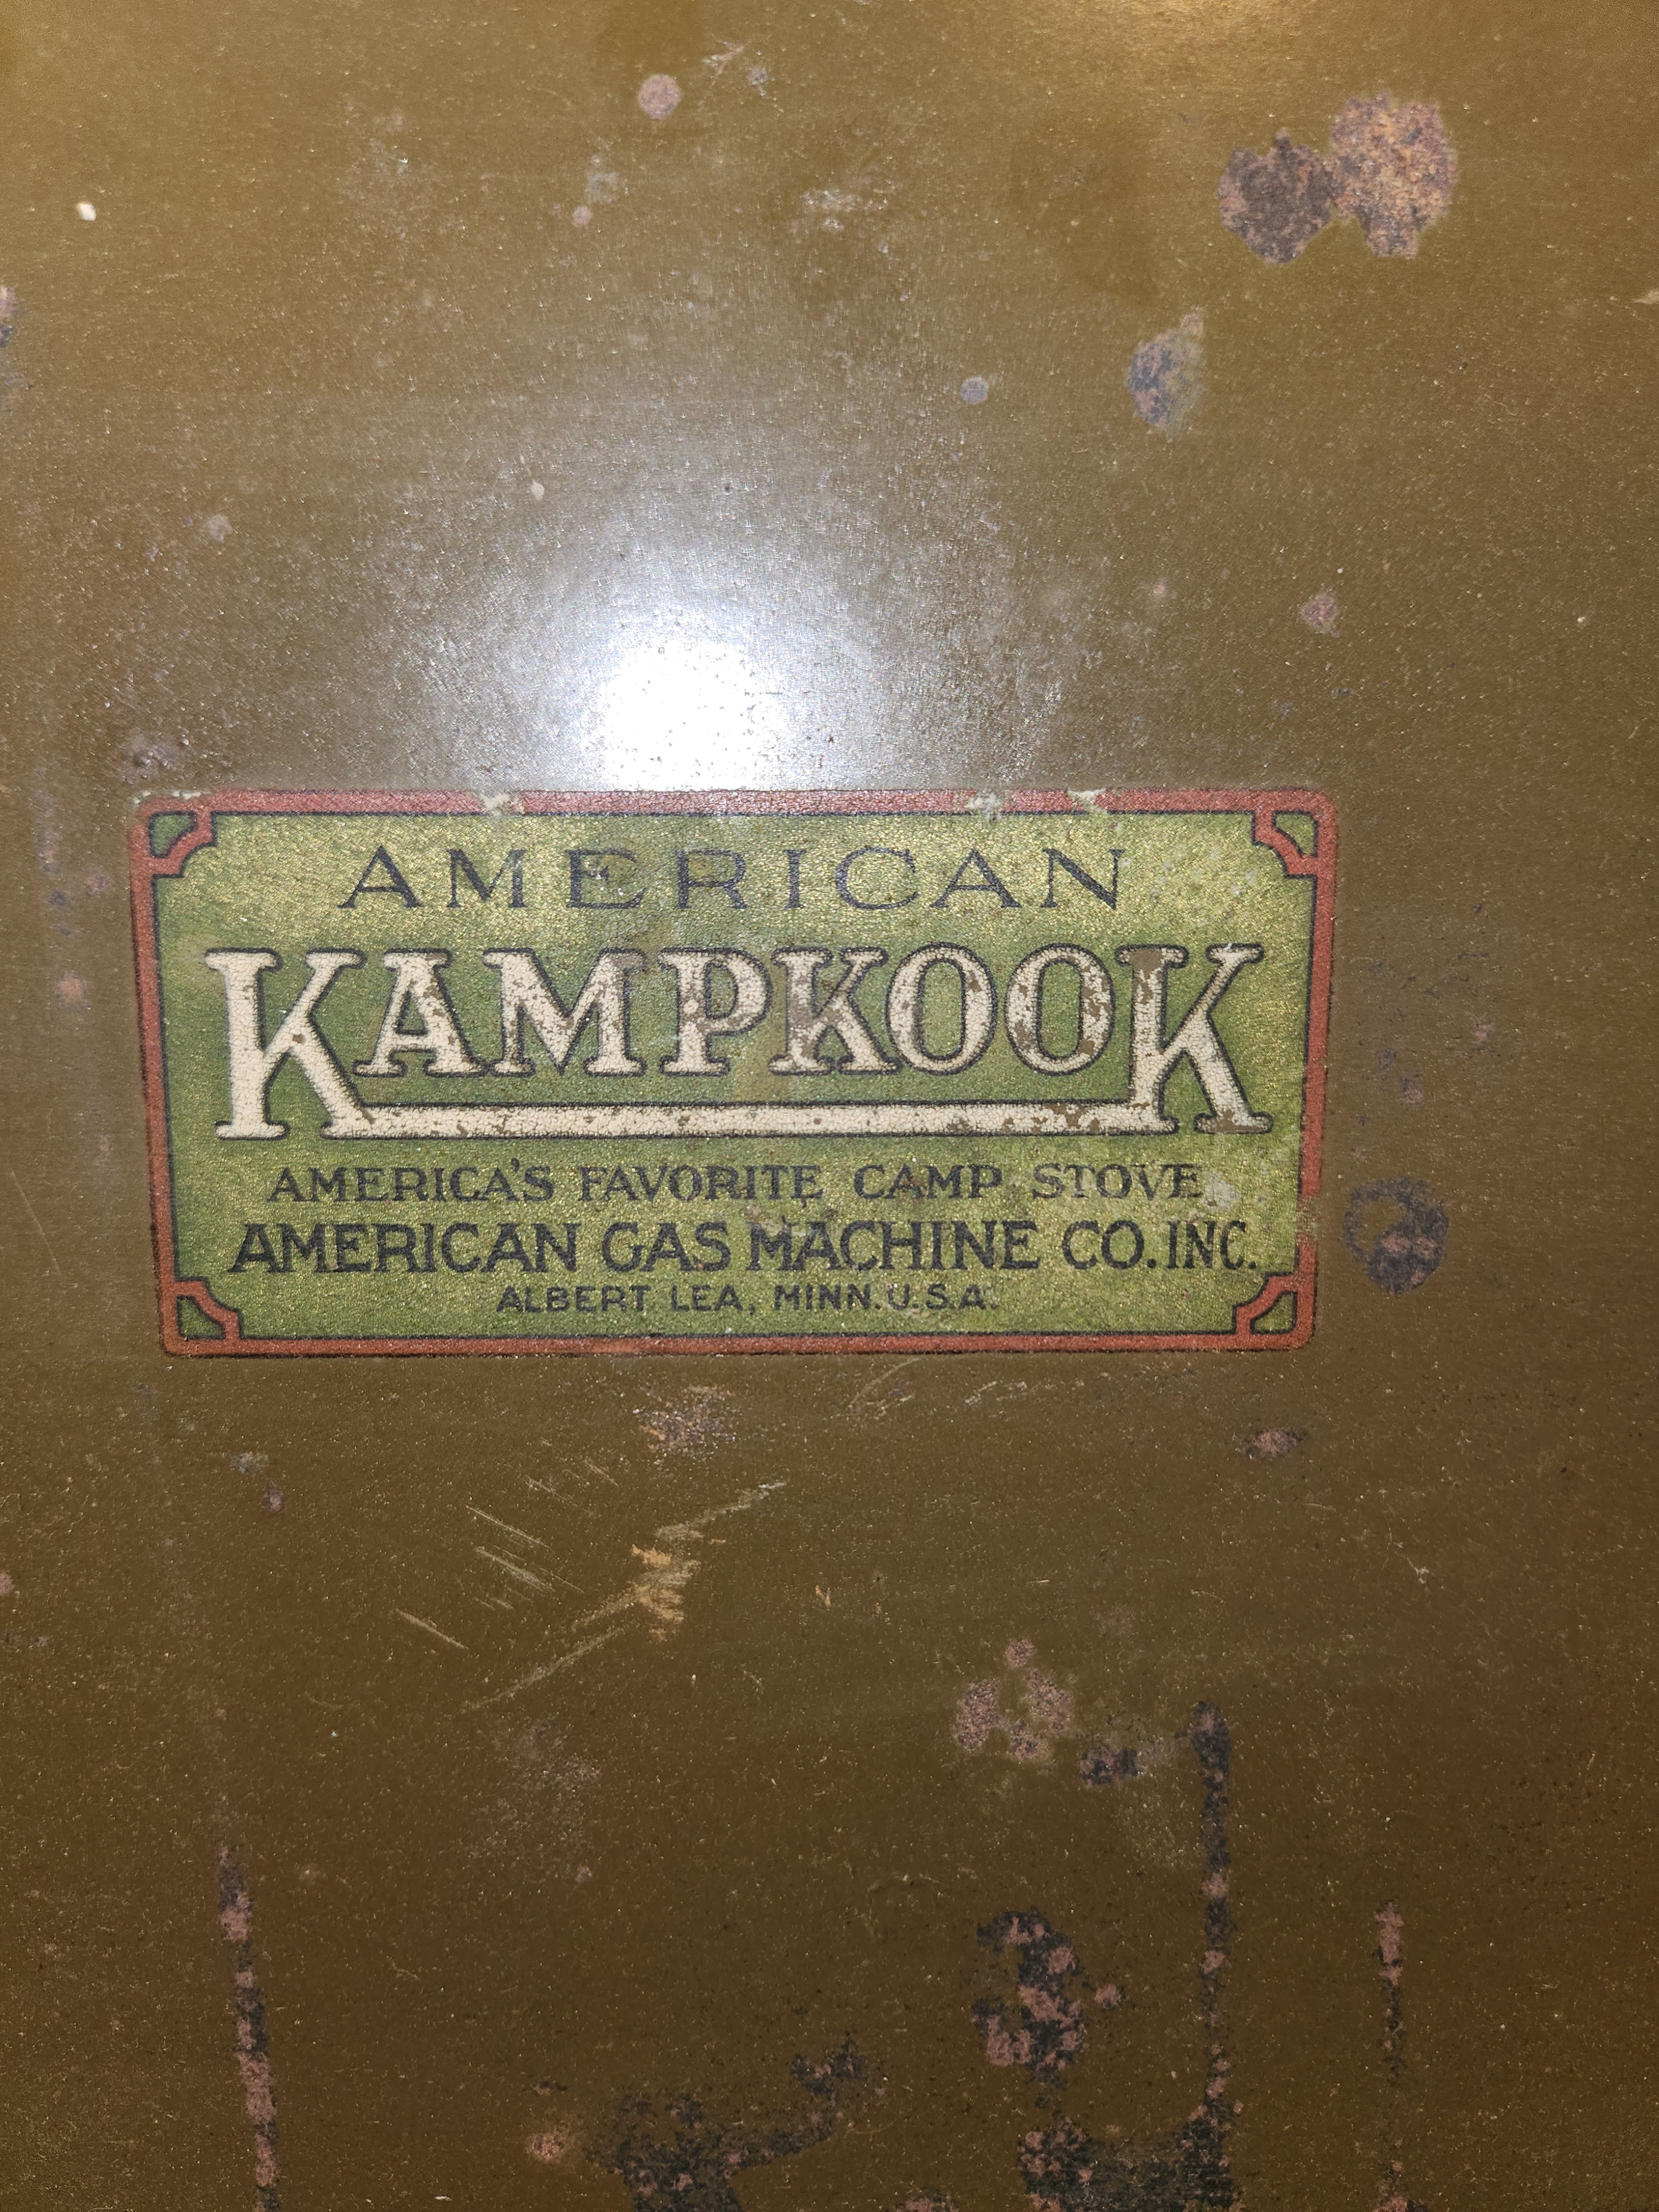 AMERICAN
KAMPKOOK
AMERICA'S FAVORITE CAMP STOVE
AMERICAN GAS MACHINE CO. INC.
ALBERT LEA, MINN. U.S.A.